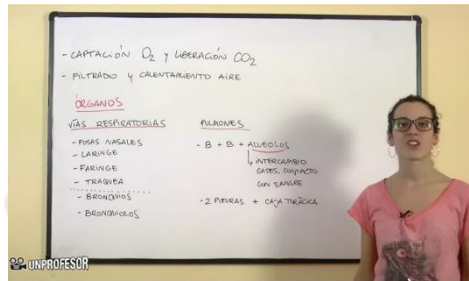 - CAPTACIÓN O2 Y LIBERACIÓN CO2
- FILTRADO Y CALENTAMIENTO AIRE
ÓRGANOS
VÍAS RESPIRATORIAS
- FOSAS NASALES
- LARINGE
- FARINGE
- TRAQUEA
- BRONQUIOS
- BRONQUIOLOS
PULMONES
- B + B + ALVEOLOS
INTERCAMBIO
GASES, CONTACTO
CON SANGRE
- 2 PLEURAS + CAJA TORÁCICA
UNPROFESOR